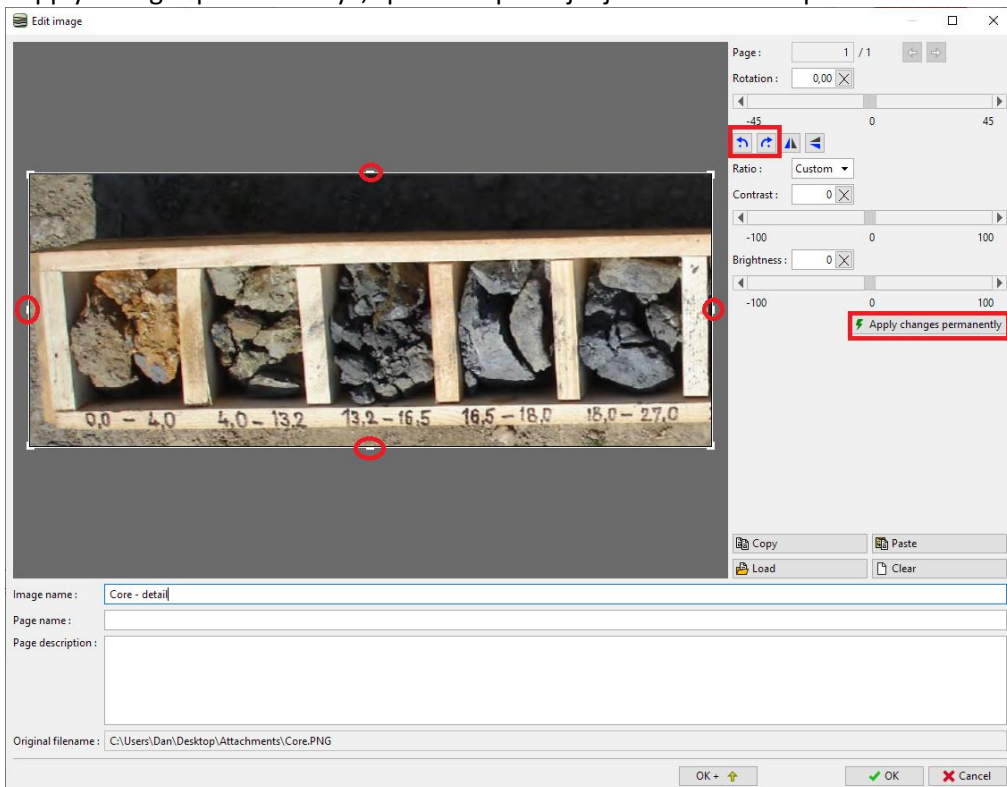 Edit image
Page : 1 / 1
Rotation : 0,00
-45 0 45
Ratio : Custom
Contrast : 0
-100 0 100
Brightness : 0
-100 0 100
Apply changes permanently
0,0 - 4,0 4,0 - 13,2 13,2 - 16,5 16,5 - 18,0 18,0 - 27,0
Copy Paste
Load Clear
Image name : Core - detail
Page name :
Page description :
Original filename : C:\Users\Dan\Desktop\Attachments\Core.PNG
OK + OK Cancel